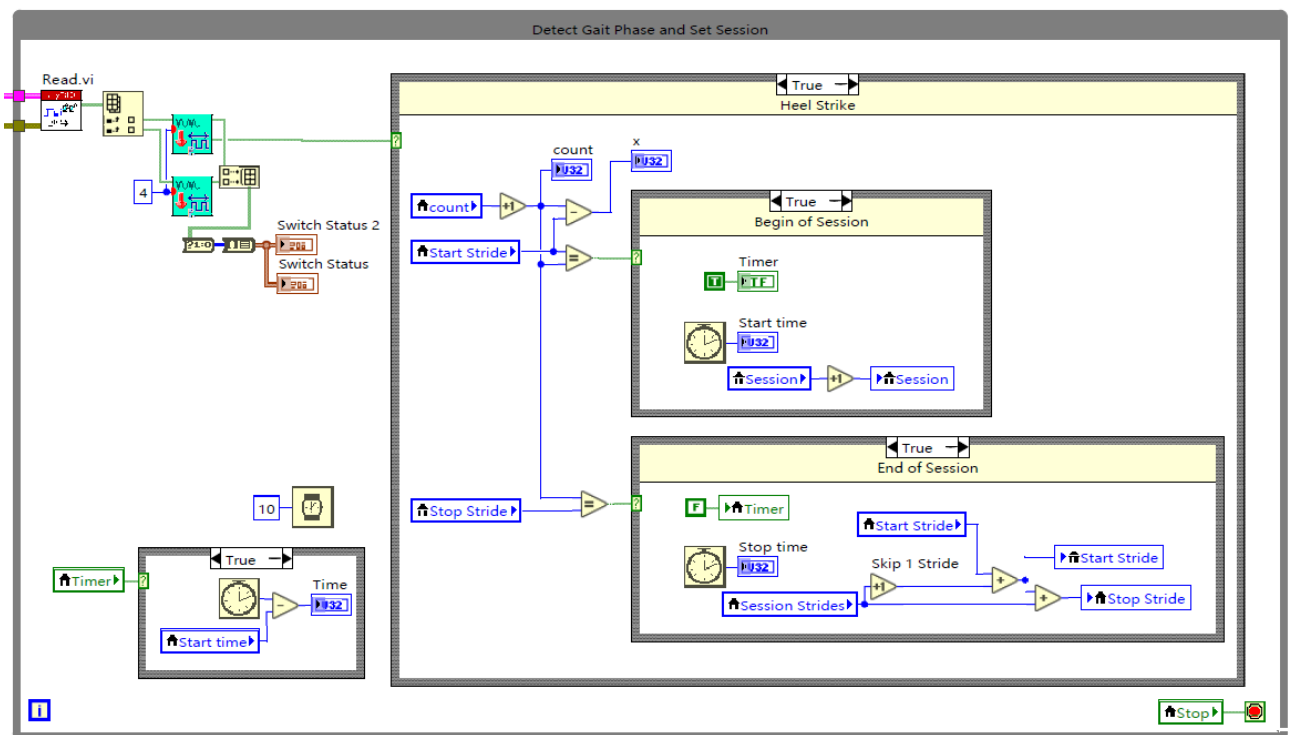 Detect Gait Phase and Set Session
Read.vi
True
Heel Strike
4
?1:0
Switch Status 2
Switch Status
count
U32
x
U32
count
+1
-
Start Stride
=
True
Begin of Session
Timer
T
TF
Start time
U32
Session
+1
Session
True
End of Session
Stop Stride
=
F
Timer
Stop time
U32
Start Stride
Skip 1 Stride
+1
+
Start Stride
Session Strides
+
Stop Stride
10
True
Timer
Time
-
U32
Start time
i
Stop